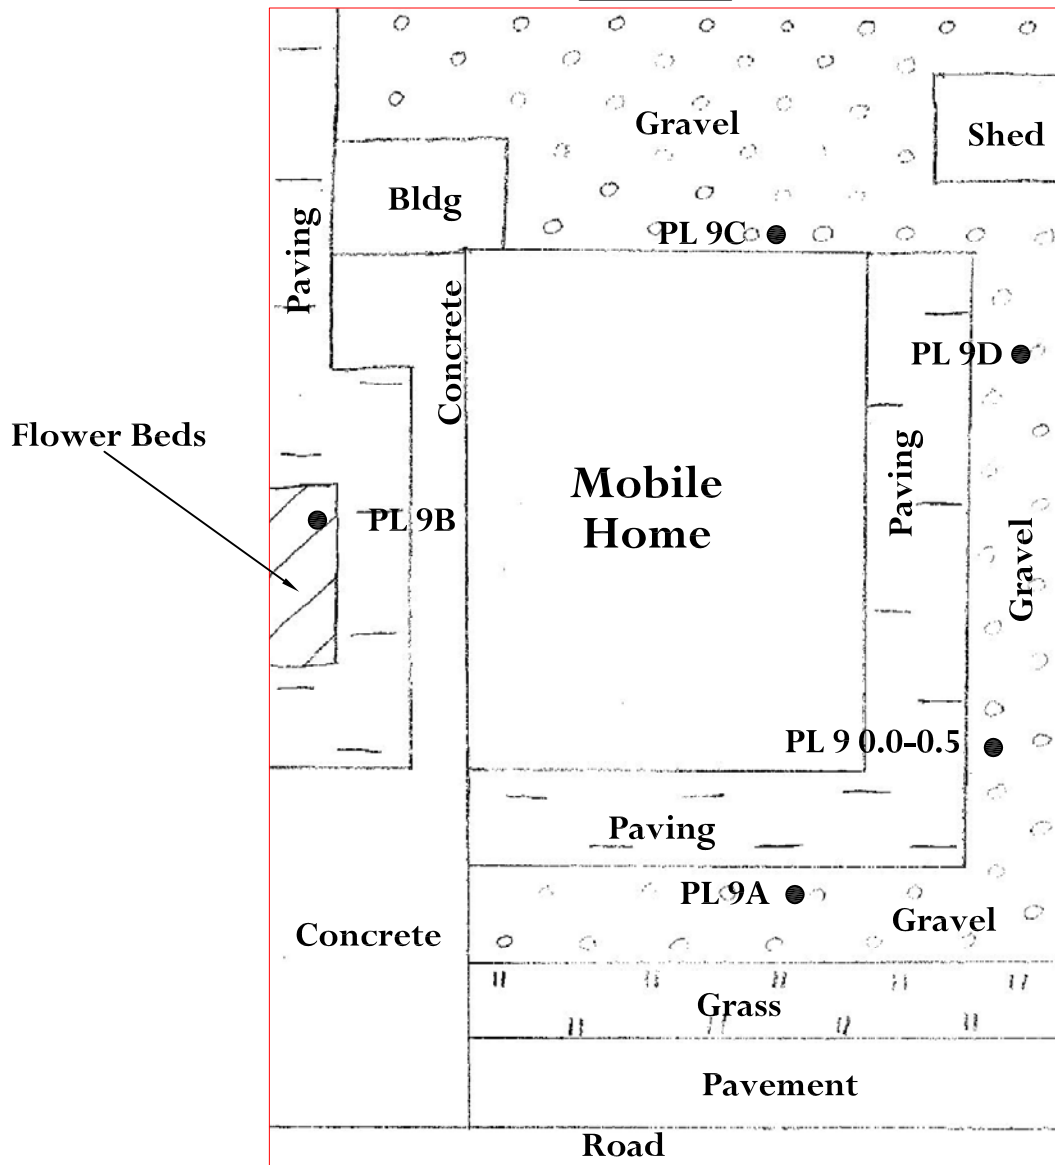 Gravel
Shed
Bldg
PL 9C
Paving
Concrete
PL 9D
Flower Beds
Paving
Mobile
Home
PL 9B
Gravel
PL 9 0.0-0.5
Paving
PL 9A
Gravel
Concrete
Grass
Pavement
Road